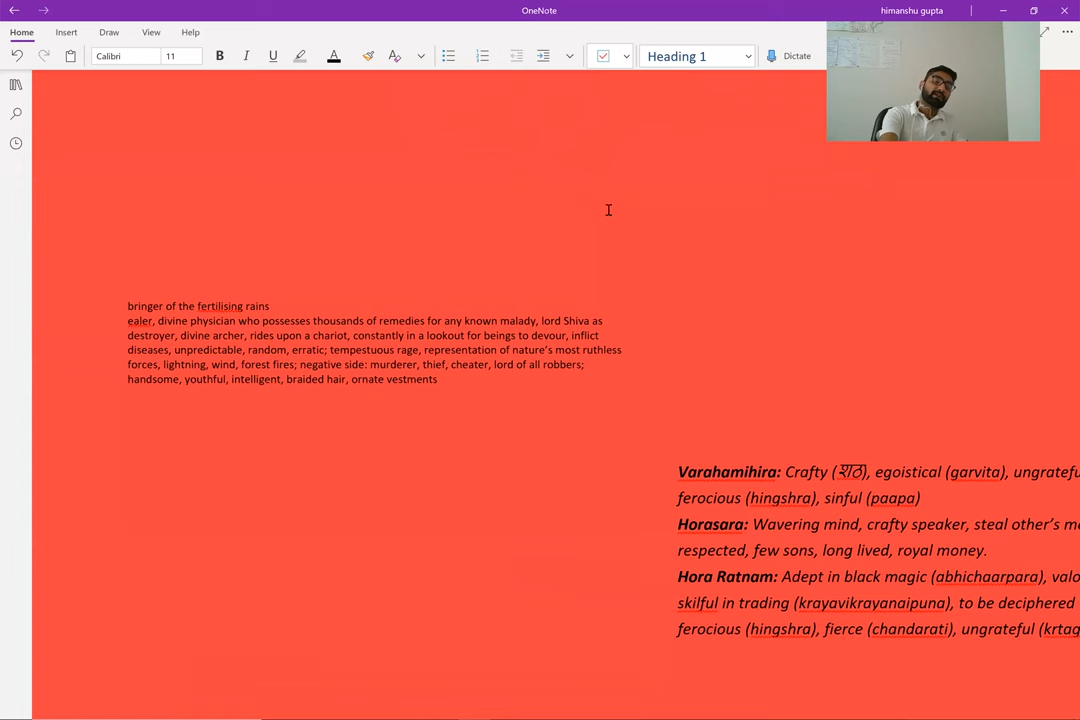 OneNote
himanshu gupta
Home Insert Draw View Help
Calibri 11 B I U A Heading 1 Dictate
bringer of the fertilising rains
ealer, divine physician who possesses thousands of remedies for any known malady, lord Shiva as
destroyer, divine archer, rides upon a chariot, constantly in a lookout for beings to devour, inflict
diseases, unpredictable, random, erratic; tempestuous rage, representation of nature's most ruthless
forces, lightning, wind, forest fires; negative side: murderer, thief, cheater, lord of all robbers;
handsome, youthful, intelligent, braided hair, ornate vestments
Varahamihira: Crafty (शठ), egoistical (garvita), ungratefu
ferocious (hingshra), sinful (paapa)
Horasara: Wavering mind, crafty speaker, steal other's m
respected, few sons, long lived, royal money.
Hora Ratnam: Adept in black magic (abhichaarpara), valo
skilful in trading (krayavikrayanaipuna), to be deciphered
ferocious (hingshra), fierce (chandarati), ungrateful (krtag